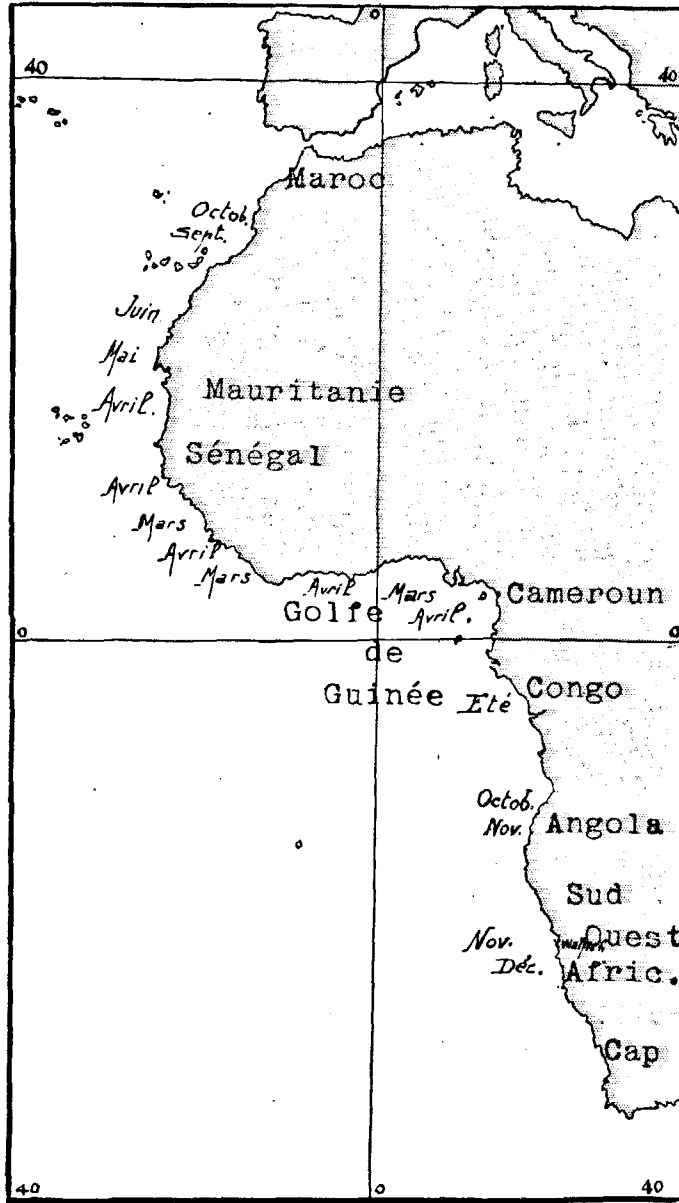 0
40
40
Maroc
Octob.
Sept.
Juin
Mai
Mauritanie
Avril.
Sénégal
Avril
Mars
Avril
Mars
Avril
Mars
Cameroun
Golfe
Avril.
0
0
de
Congo
Guinée
Eté
Octob.
Nov.
Angola
Sud
Nov.
Ouest
Déc.
Afric.
Cap
40
0
40